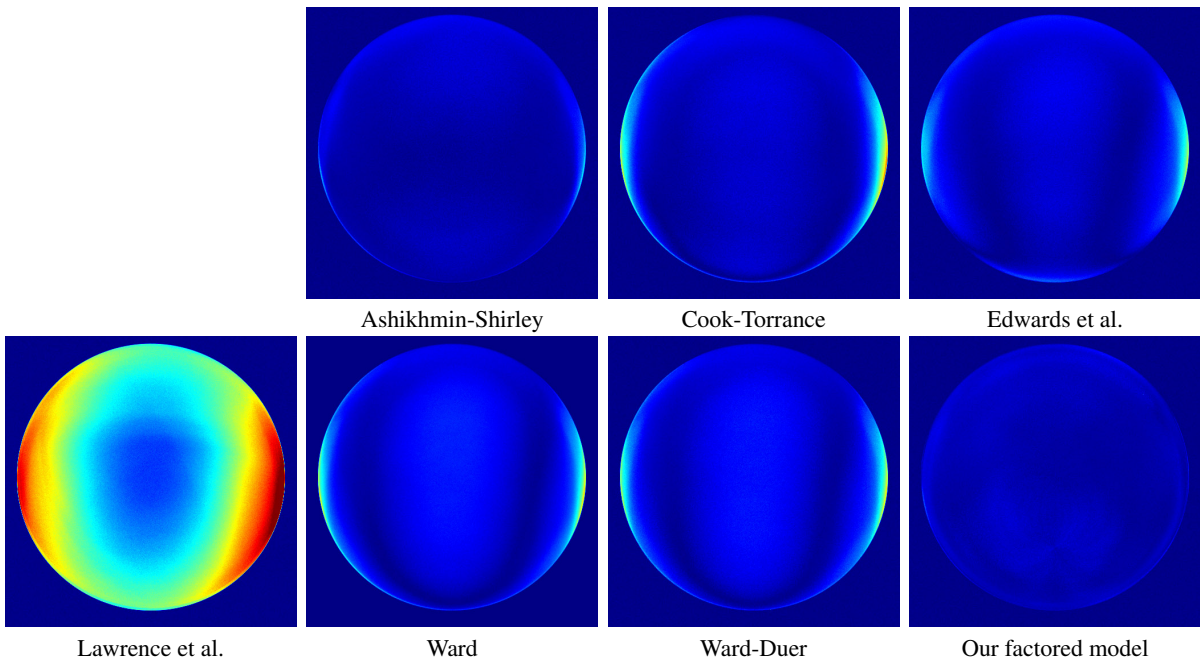 Ashikhmin-Shirley
Cook-Torrance
Edwards et al.
Lawrence et al.
Ward
Ward-Duer
Our factored model